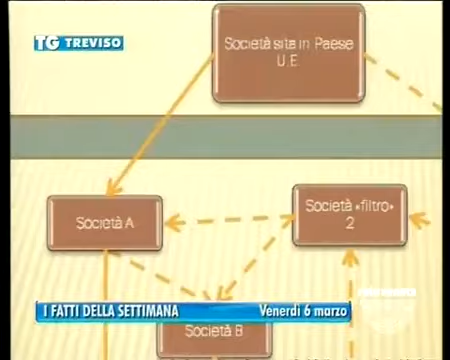 TG TREVISO
Società sita in Paese
U.E
Società A
Società «filtro»
2
I FATTI DELLA SETTIMANA
Venerdì 6 marzo
Società B